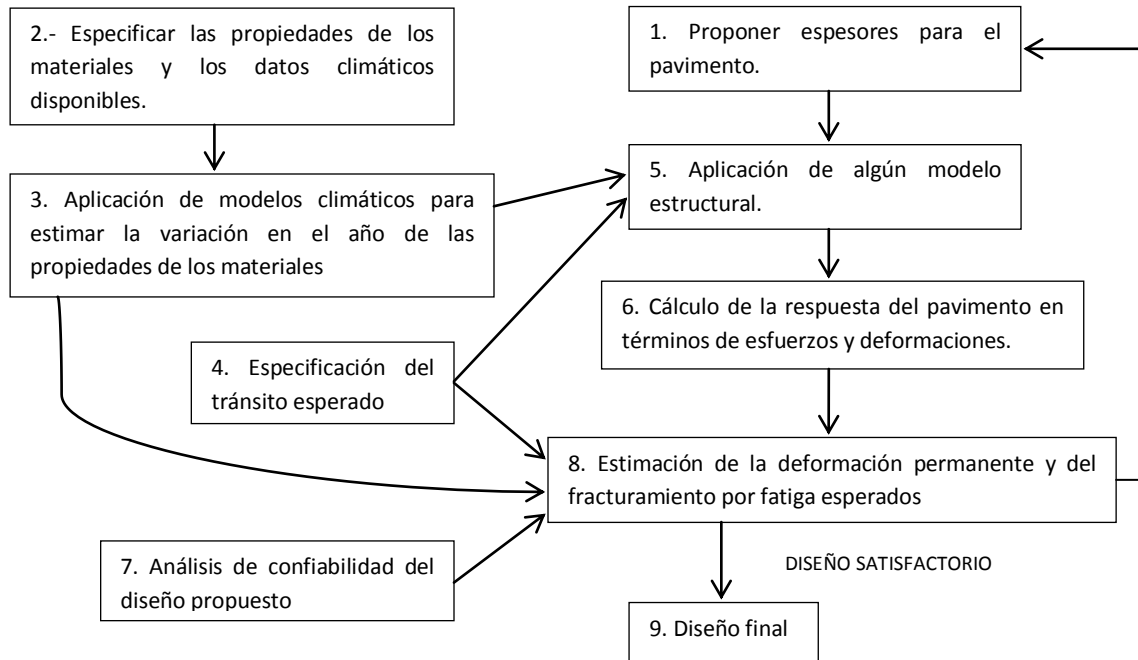 2.- Especificar las propiedades de los
materiales y los datos climáticos
disponibles.
1. Proponer espesores para el
pavimento.
3. Aplicación de modelos climáticos para
estimar la variación en el año de las
propiedades de los materiales
5. Aplicación de algún modelo
estructural.
6. Cálculo de la respuesta del pavimento en
términos de esfuerzos y deformaciones.
4. Especificación del
tránsito esperado
8. Estimación de la deformación permanente y del
fracturamiento por fatiga esperados
7. Análisis de confiabilidad del
diseño propuesto
DISEÑO SATISFACTORIO
9. Diseño final